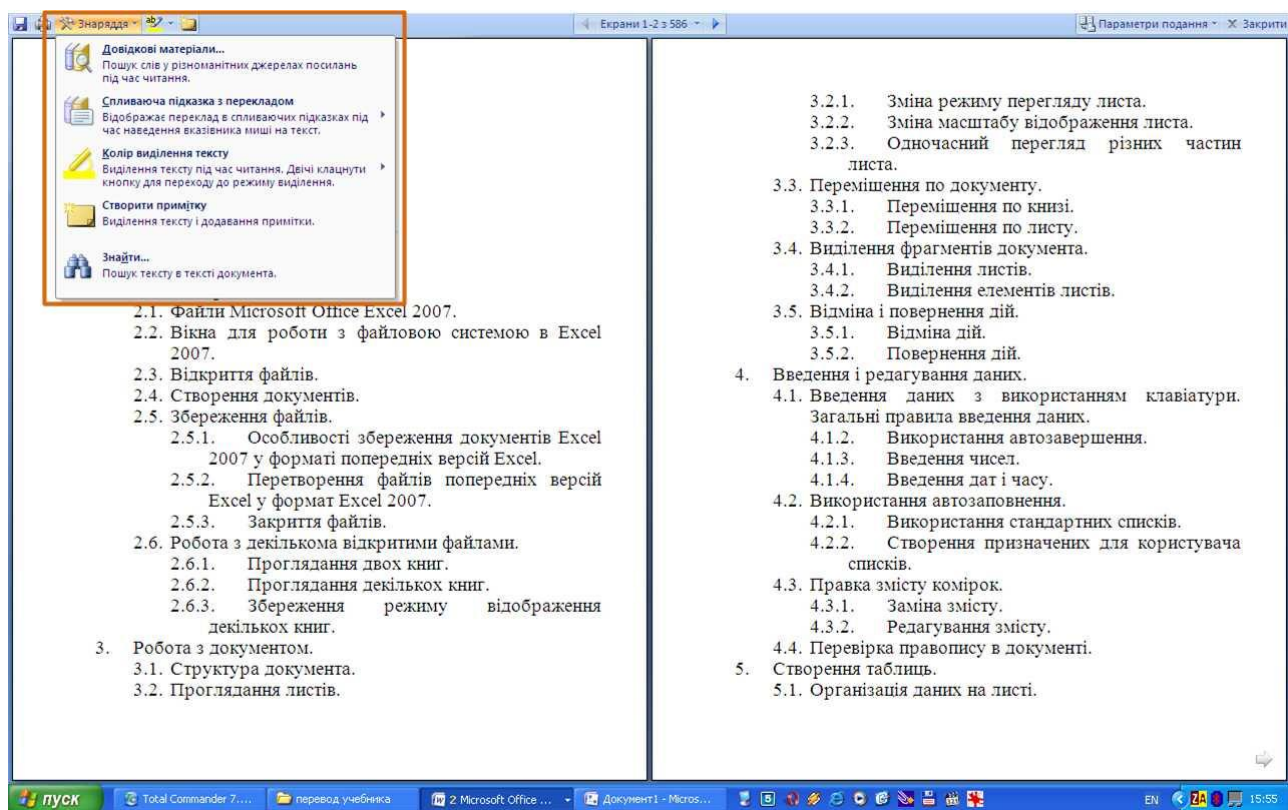 Знаряддя
Екрани 1-2 з 586
Параметри подання
Закрити
Довідкові матеріали...
Пошук слів у різноманітних джерелах посилань
під час читання.
Спливаюча підказка з перекладом
Відображає переклад в спливаючих підказках під
час наведення вказівника миші на текст.
Колір виділення тексту
Виділення тексту під час читання. Двічі клацнути
кнопку для переходу до режиму виділення.
Створити примітку
Виділення тексту і додавання примітки.
Знайти...
Пошук тексту в тексті документа.
2.1. Файли Microsoft Office Excel 2007.
2.2. Вікна для роботи з файловою системою в Excel
2007.
2.3. Відкриття файлів.
2.4. Створення документів.
2.5. Збереження файлів.
2.5.1. Особливості збереження документів Excel
2007 у форматі попередніх версій Excel.
2.5.2. Перетворення файлів попередніх версій
Excel у формат Excel 2007.
2.5.3. Закриття файлів.
2.6. Робота з декількома відкритими файлами.
2.6.1. Проглядання двох книг.
2.6.2. Проглядання декількох книг.
2.6.3. Збереження режиму відображення
декількох книг.
3. Робота з документом.
3.1. Структура документа.
3.2. Проглядання листів.
3.2.1. Зміна режиму перегляду листа.
3.2.2. Зміна масштабу відображення листа.
3.2.3. Одночасний перегляд різних частин
листа.
3.3. Переміщення по документу.
3.3.1. Переміщення по книзі.
3.3.2. Переміщення по листу.
3.4. Виділення фрагментів документа.
3.4.1. Виділення листів.
3.4.2. Виділення елементів листів.
3.5. Відміна і повернення дій.
3.5.1. Відміна дій.
3.5.2. Повернення дій.
4. Введення і редагування даних.
4.1. Введення даних з використанням клавіатури.
Загальні правила введення даних.
4.1.2. Використання автозавершення.
4.1.3. Введення чисел.
4.1.4. Введення дат і часу.
4.2. Використання автозаповнення.
4.2.1. Використання стандартних списків.
4.2.2. Створення призначених для користувача
списків.
4.3. Правка змісту комірок.
4.3.1. Заміна змісту.
4.3.2. Редагування змісту.
4.4. Перевірка правопису в документі.
5. Створення таблиць.
5.1. Організація даних на листі.
пуск
Total Commander 7....
перевод учебника
2 Microsoft Office ...
Документ1 - Micros...
EN
15:55